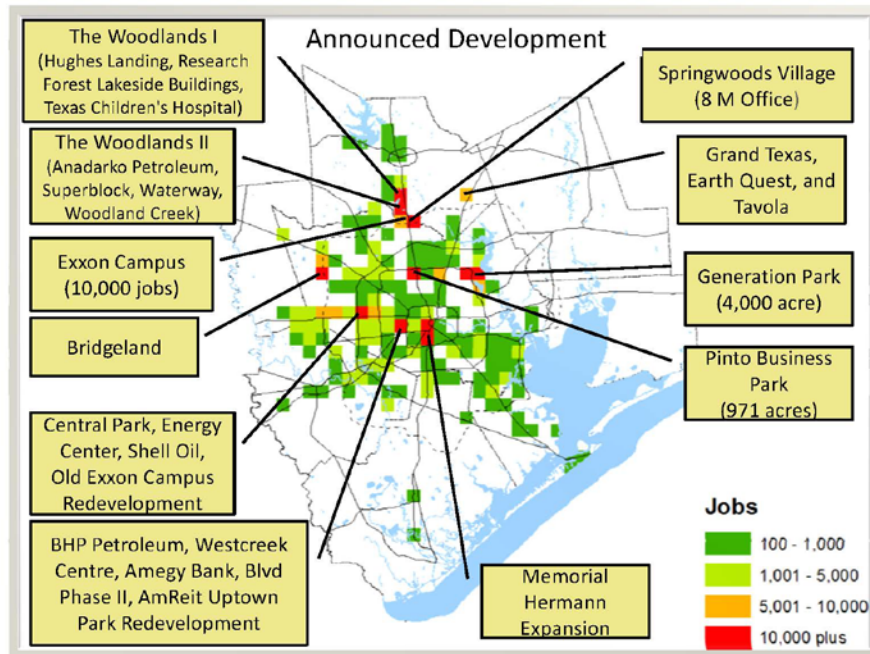 Announced Development
The Woodlands I
(Hughes Landing, Research
Forest Lakeside Buildings,
Texas Children's Hospital)
The Woodlands II
(Anadarko Petroleum,
Superblock, Waterway,
Woodland Creek)
Exxon Campus
(10,000 jobs)
Bridgeland
Central Park, Energy
Center, Shell Oil,
Old Exxon Campus
Redevelopment
BHP Petroleum, Westcreek
Centre, Amegy Bank, Blvd
Phase II, AmReit Uptown
Park Redevelopment
Springwoods Village
(8 M Office)
Grand Texas,
Earth Quest, and
Tavola
Generation Park
(4,000 acre)
Pinto Business
Park
(971 acres)
Memorial
Hermann
Expansion
Jobs
100 - 1,000
1,001 - 5,000
5,001 - 10,000
10,000 plus